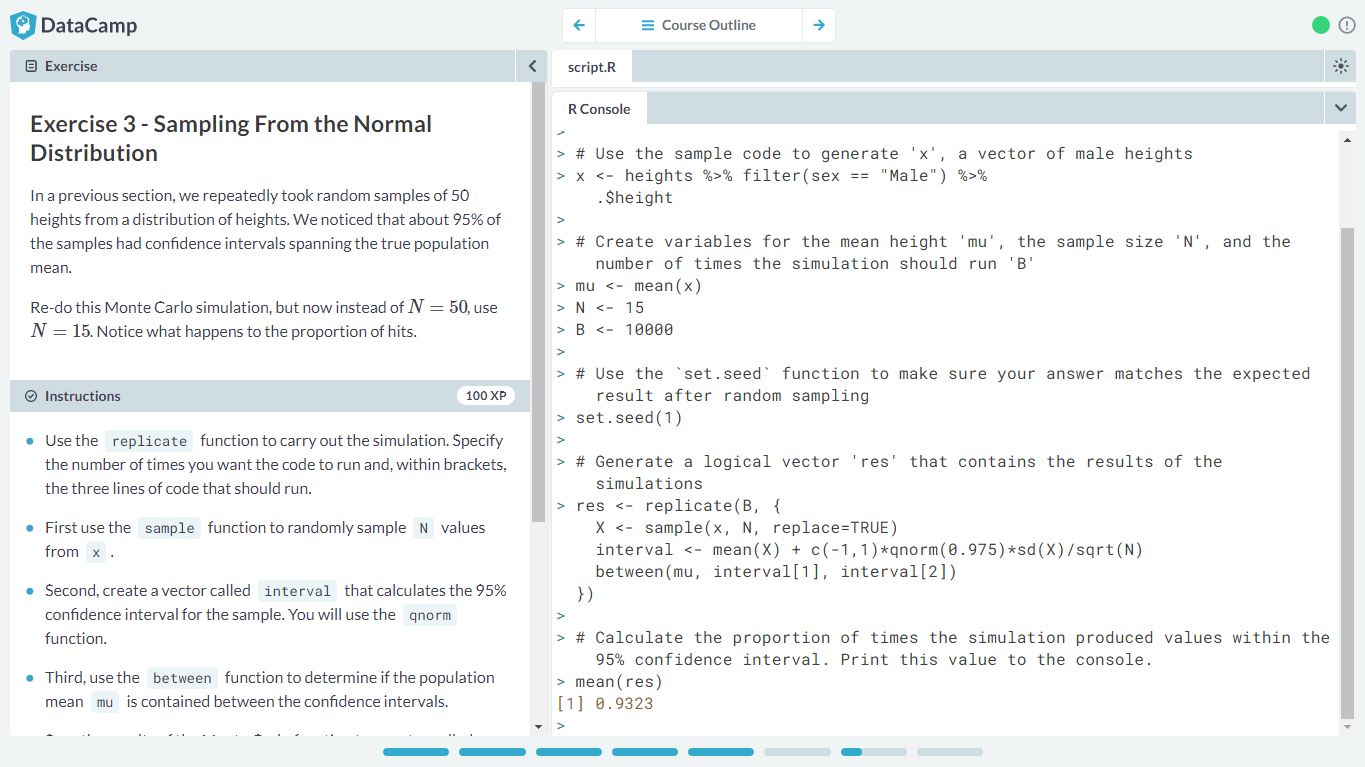 DataCamp
Course Outline
Exercise
Exercise 3 - Sampling From the Normal
Distribution
In a previous section, we repeatedly took random samples of 50
heights from a distribution of heights. We noticed that about 95% of
the samples had confidence intervals spanning the true population
mean.
Re-do this Monte Carlo simulation, but now instead of N = 50, use
N = 15. Notice what happens to the proportion of hits.
Instructions
100 XP
Use the replicate function to carry out the simulation. Specify
the number of times you want the code to run and, within brackets,
the three lines of code that should run.
First use the sample function to randomly sample N values
from x .
Second, create a vector called interval that calculates the 95%
confidence interval for the sample. You will use the qnorm
function.
Third, use the between function to determine if the population
mean mu is contained between the confidence intervals.
script.R
R Console
> # Use the sample code to generate 'x', a vector of male heights
> x <- heights %>% filter(sex == "Male") %>%
.$height
>
> # Create variables for the mean height 'mu', the sample size 'N', and the
number of times the simulation should run 'B'
> mu <- mean(x)
> N <- 15
> B <- 10000
>
> # Use the `set.seed` function to make sure your answer matches the expected
result after random sampling
> set.seed(1)
>
> # Generate a logical vector 'res' that contains the results of the
simulations
> res <- replicate(B, {
X <- sample(x, N, replace=TRUE)
interval <- mean(X) + c(-1,1)*qnorm(0.975)*sd(X)/sqrt(N)
between(mu, interval[1], interval[2])
})
>
> # Calculate the proportion of times the simulation produced values within the
95% confidence interval. Print this value to the console.
> mean(res)
[1] 0.9323
>